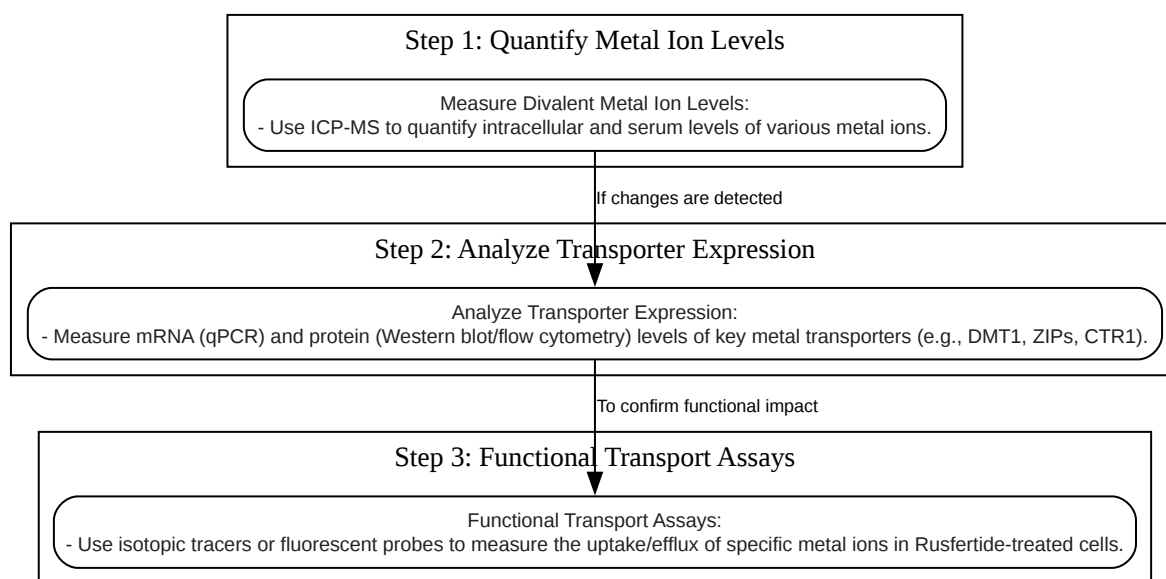 Step 1: Quantify Metal Ion Levels
Measure Divalent Metal Ion Levels:
- Use ICP-MS to quantify intracellular and serum levels of various metal ions.
If changes are detected
Step 2: Analyze Transporter Expression
Analyze Transporter Expression:
- Measure mRNA (qPCR) and protein (Western blot/flow cytometry) levels of key metal transporters (e.g., DMT1, ZIPs, CTR1).
To confirm functional impact
Step 3: Functional Transport Assays
Functional Transport Assays:
- Use isotopic tracers or fluorescent probes to measure the uptake/efflux of specific metal ions in Rusfertide-treated cells.